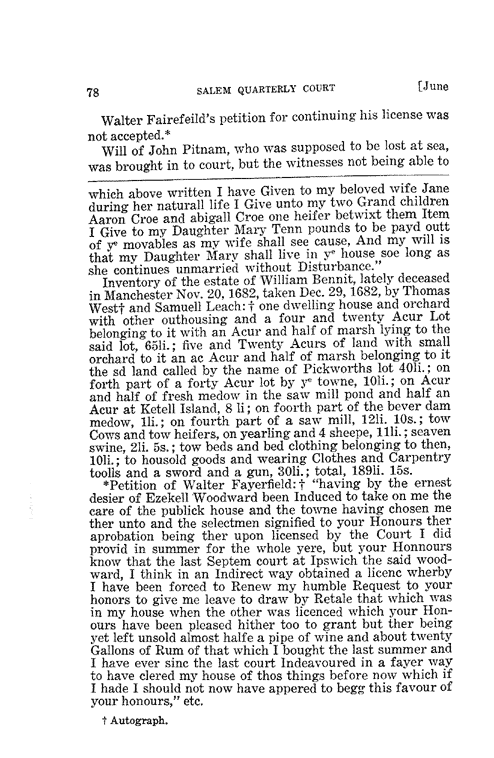 78 SALEM QUARTERLY COURT [June
Walter Fairefeild's petition for continuing his license was
not accepted.*
Will of John Pitnam, who was supposed to be lost at sea,
was brought in to court, but the witnesses not being able to
which above written I have Given to my beloved wife Jane
during her naturall life I Give unto my two Grand children
Aaron Croe and abigall Croe one heifer betwixt them Item
I Give to my Daughter Mary Tenn pounds to be payd outt
of yᵉ movables as my wife shall see cause, And my will is
that my Daughter Mary shall live in yᵉ house soe long as
she continues unmarried without Disturbance."
Inventory of the estate of William Bennit, lately deceased
in Manchester Nov. 20, 1682, taken Dec. 29, 1682, by Thomas
West† and Samuell Leach:† one dwelling house and orchard
with other outhousing and a four and twenty Acur Lot
belonging to it with an Acur and half of marsh lying to the
said lot, 65li.; five and Twenty Acurs of land with small
orchard to it an ac Acur and half of marsh belonging to it
the sd land called by the name of Pickworths lot 40li.; on
forth part of a forty Acur lot by yᵉ towne, 10li.; on Acur
and half of fresh medow in the saw mill pond and half an
Acur at Ketell Island, 8 li; on foorth part of the bever dam
medow, 1li.; on fourth part of a saw mill, 12li. 10s.; tow
Cows and tow heifers, on yearling and 4 sheepe, 11li.; seaven
swine, 2li. 5s.; tow beds and bed clothing belonging to then,
10li.; to housold goods and wearing Clothes and Carpentry
toolls and a sword and a gun, 30li.; total, 189li. 15s.
*Petition of Walter Fayerfield:† "having by the ernest
desier of Ezekell Woodward been Induced to take on me the
care of the publick house and the towne having chosen me
ther unto and the selectmen signified to your Honours ther
aprobation being ther upon licensed by the Court I did
provid in summer for the whole yere, but your Honnours
know that the last Septem court at Ipswich the said wood-
ward, I think in an Indirect way obtained a licenc wherby
I have been forced to Renew my humble Request to your
honors to give me leave to draw by Retale that which was
in my house when the other was licenced which your Hon-
ours have been pleased hither too to grant but ther being
yet left unsold almost halfe a pipe of wine and about twenty
Gallons of Rum of that which I bought the last summer and
I have ever sinc the last court Indeavoured in a fayer way
to have clered my house of thos things before now which if
I hade I should not now have appered to begg this favour of
your honours," etc.
† Autograph.